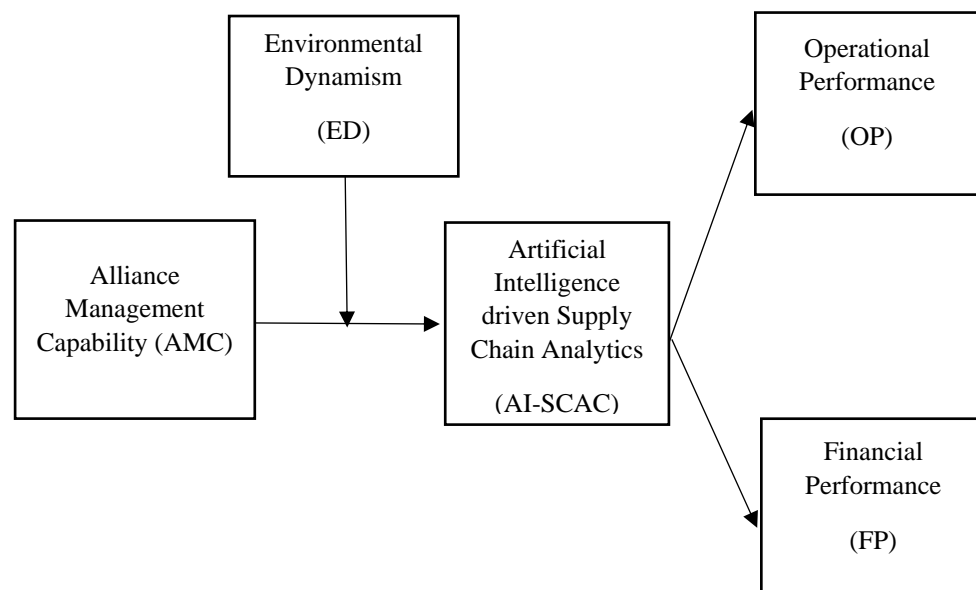 Environmental
Dynamism
(ED)
Operational
Performance
(OP)
Alliance
Management
Capability (AMC)
Artificial
Intelligence
driven Supply
Chain Analytics
(AI-SCAC)
Financial
Performance
(FP)